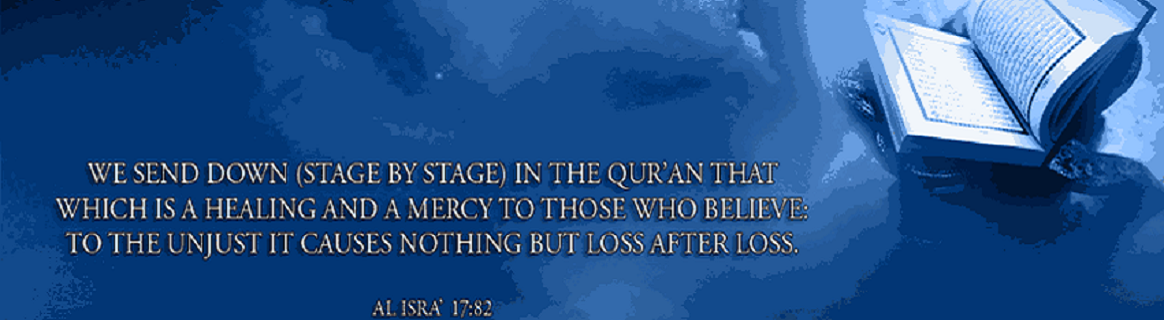 WE SEND DOWN (STAGE BY STAGE) IN THE QUR'AN THAT
WHICH IS A HEALING AND A MERCY TO THOSE WHO BELIEVE:
TO THE UNJUST IT CAUSES NOTHING BUT LOSS AFTER LOSS.
AL ISRA' 17:82